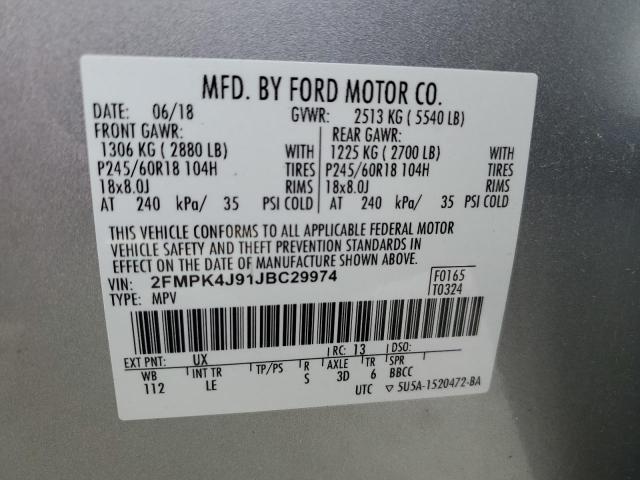 MFD. BY FORD MOTOR CO.
DATE: 06/18 GVWR: 2513 KG ( 5540 LB)
FRONT GAWR: REAR GAWR:
1306 KG ( 2880 LB) WITH 1225 KG ( 2700 LB) WITH
P245/60R18 104H TIRES P245/60R18 104H TIRES
18x8.0J RIMS 18x8.0J RIMS
AT 240 kPa/ 35 PSI COLD AT 240 kPa/ 35 PSI COLD
THIS VEHICLE CONFORMS TO ALL APPLICABLE FEDERAL MOTOR
VEHICLE SAFETY AND THEFT PREVENTION STANDARDS IN
EFFECT ON THE DATE OF MANUFACTURE SHOWN ABOVE.
VIN: 2FMPK4J91JBC29974 F0165
TYPE: MPV T0324
EXT PNT: UX RC: 13 DSO:
WB INT TR TP/PS R AXLE TR SPR
112 LE S 3D 6 BBCC
UTC ▽ 5U5A-1520472-BA